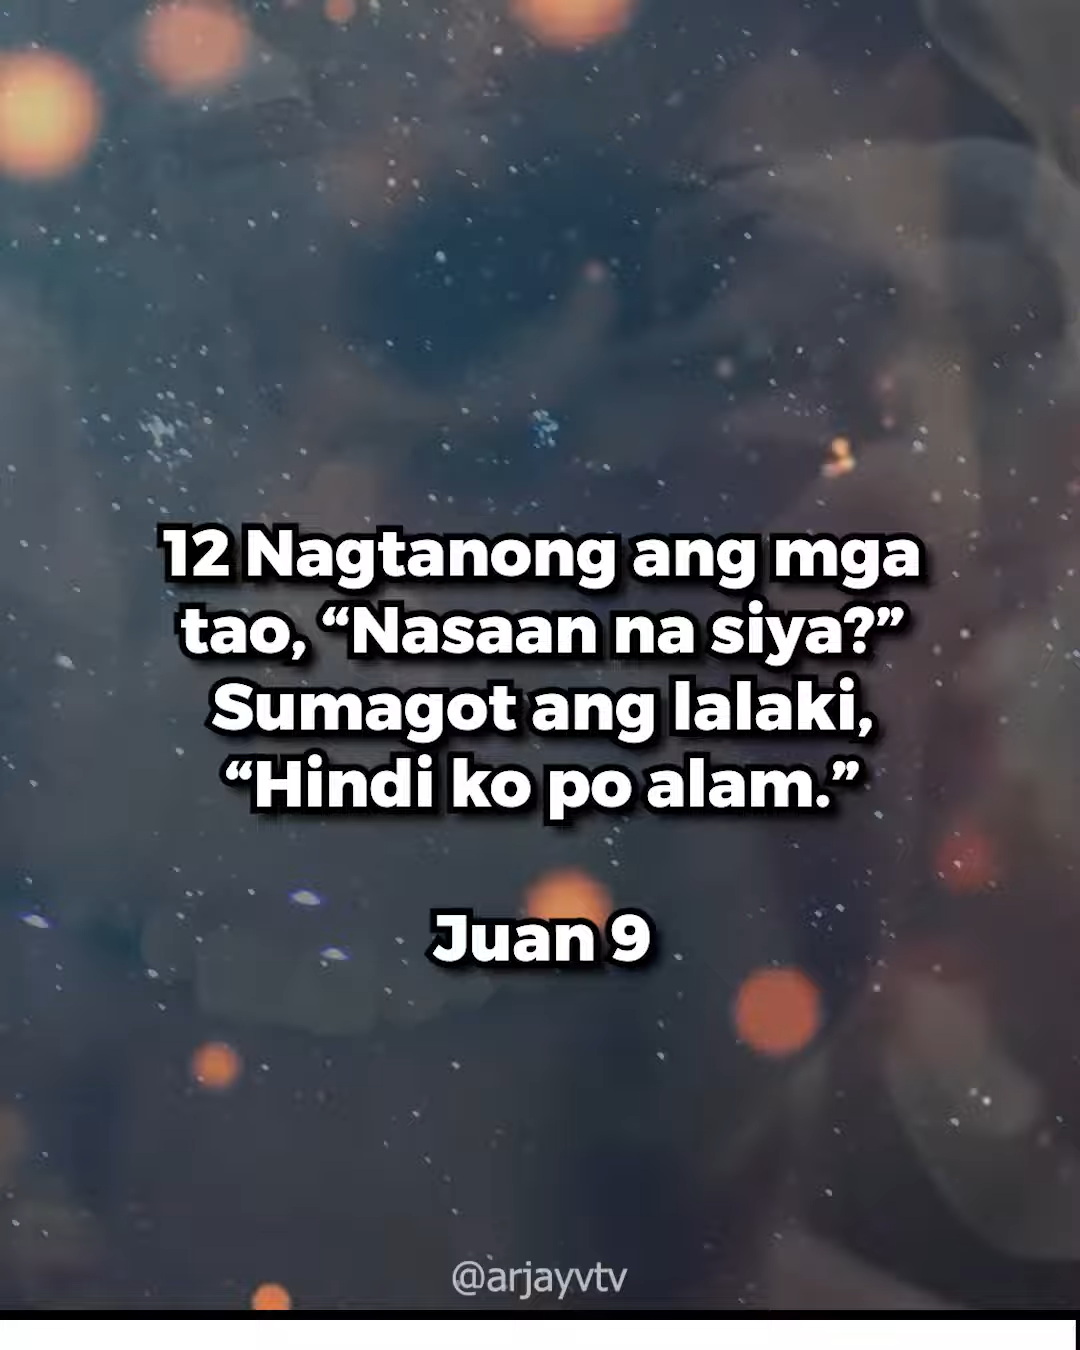 12 Nagtanong ang mga
tao, “Nasaan na siya?”
Sumagot ang lalaki,
“Hindi ko po alam.”
Juan 9
@arjayvtv